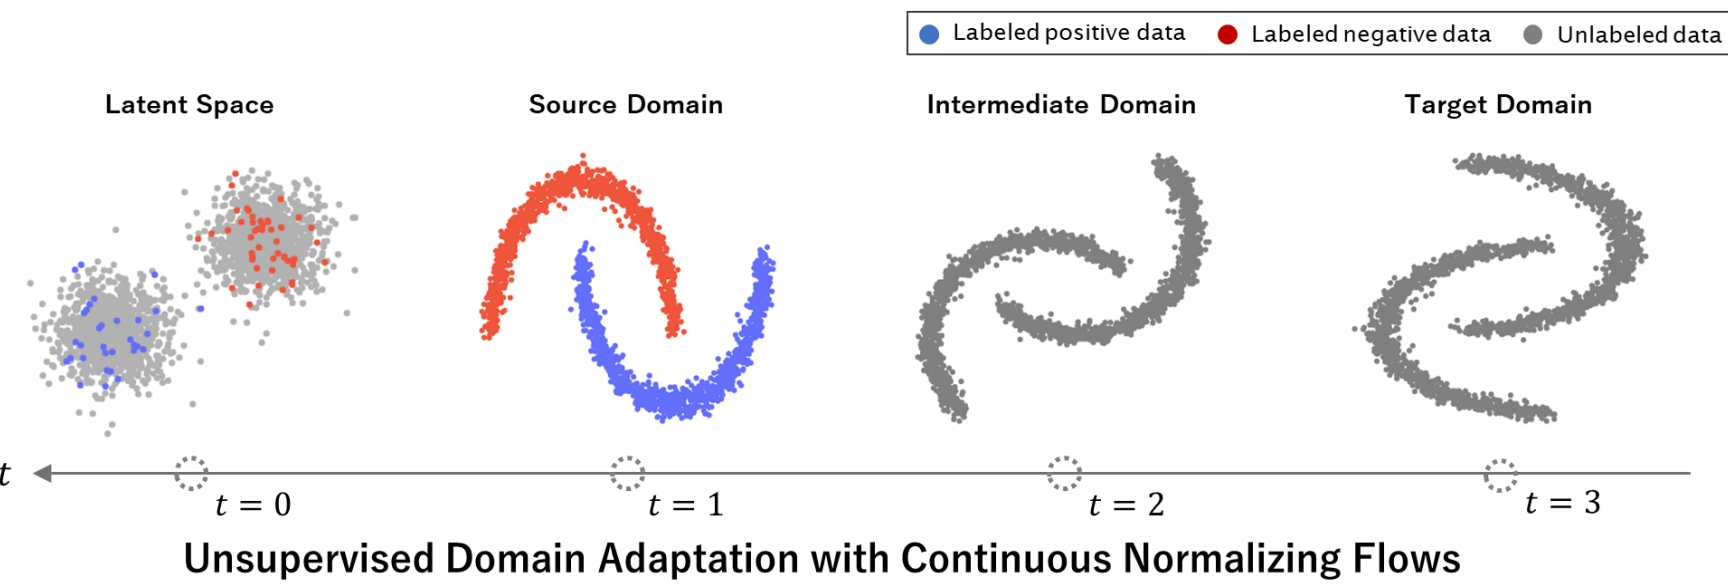 Labeled positive data Labeled negative data Unlabeled data
Latent Space Source Domain Intermediate Domain Target Domain
t
t = 0 t = 1 t = 2 t = 3
Unsupervised Domain Adaptation with Continuous Normalizing Flows